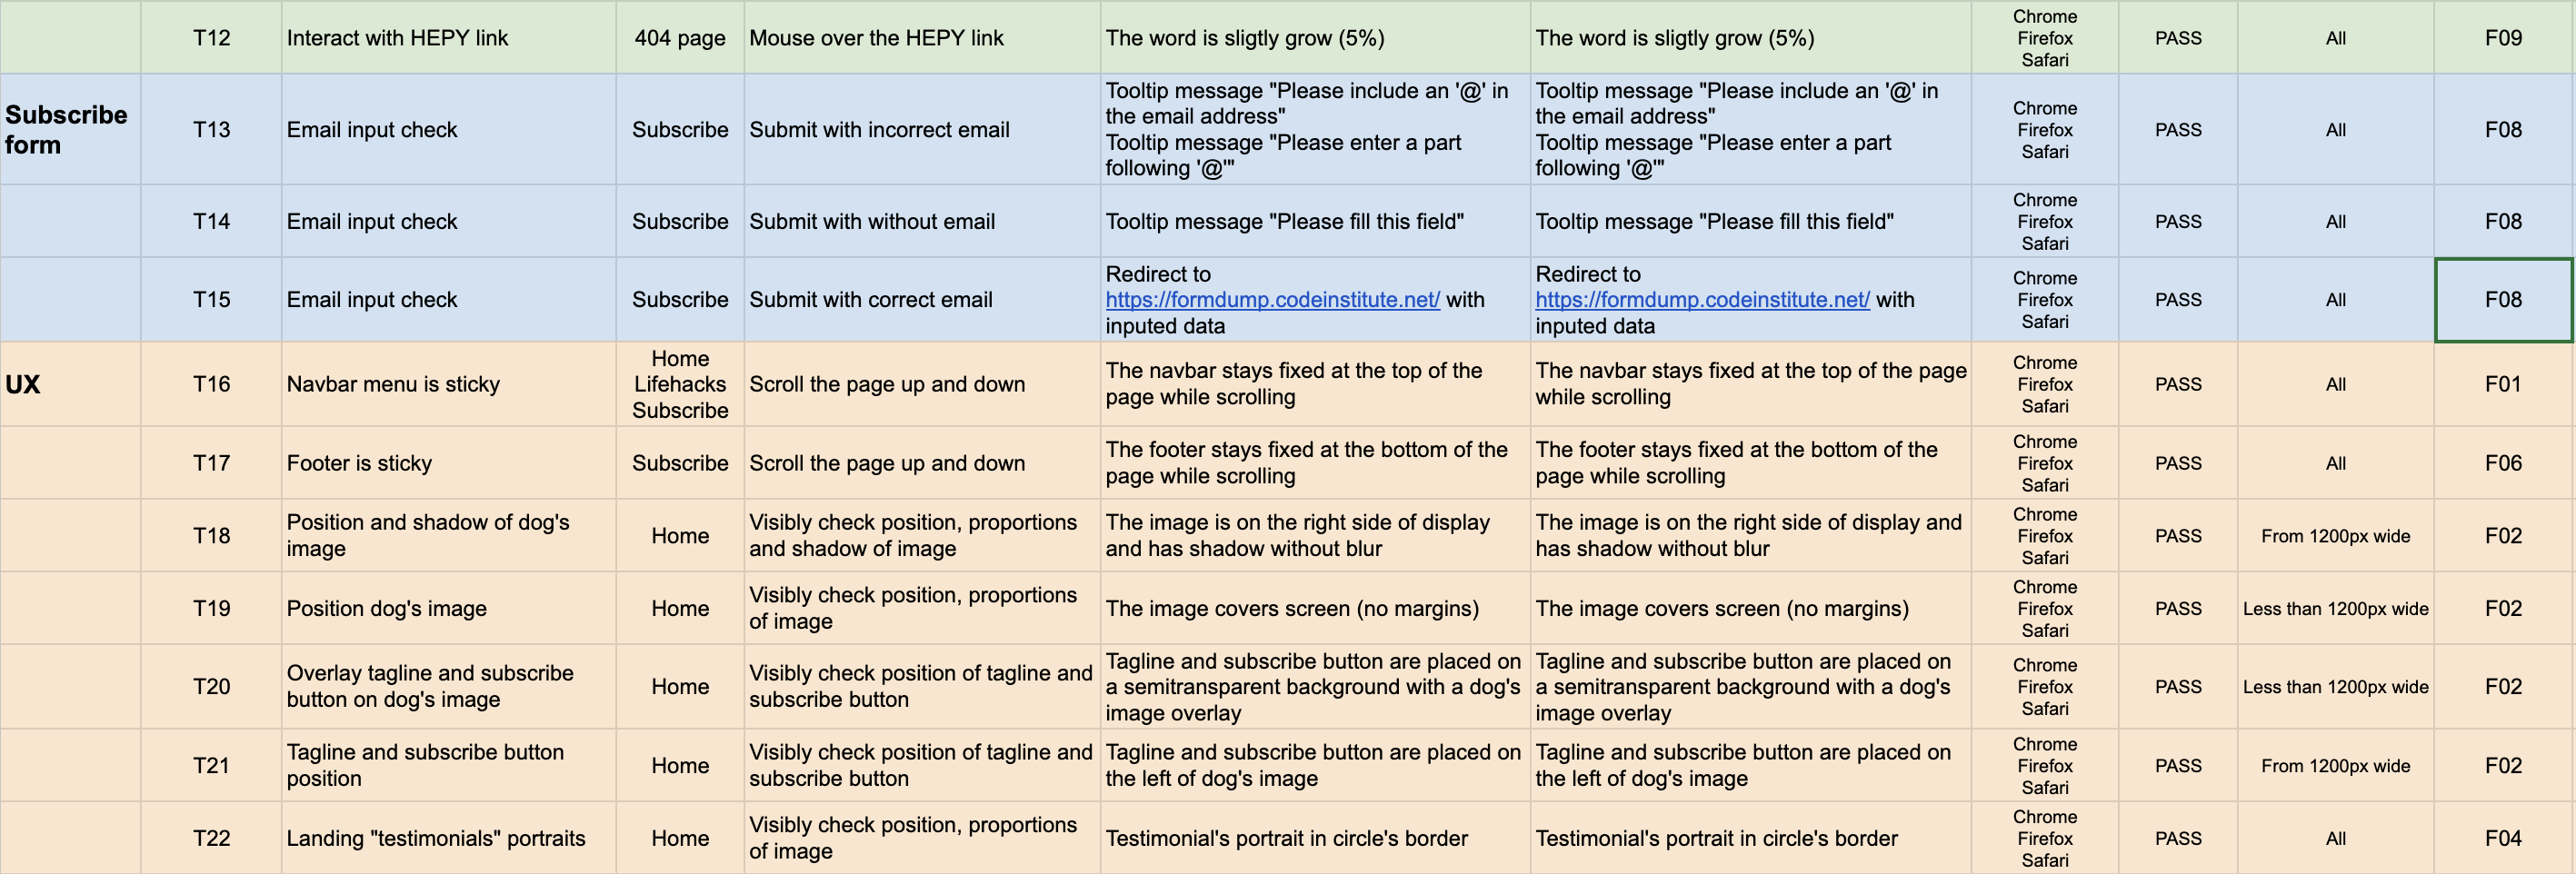 T12 Interact with HEPY link 404 page Mouse over the HEPY link The word is sligtly grow (5%) The word is sligtly grow (5%) Chrome Firefox Safari PASS All F09
Subscribe form T13 Email input check Subscribe Submit with incorrect email Tooltip message "Please include an '@' in the email address" Tooltip message "Please enter a part following '@'" Tooltip message "Please include an '@' in the email address" Tooltip message "Please enter a part following '@'" Chrome Firefox Safari PASS All F08
T14 Email input check Subscribe Submit with without email Tooltip message "Please fill this field" Tooltip message "Please fill this field" Chrome Firefox Safari PASS All F08
T15 Email input check Subscribe Submit with correct email Redirect to https://formdump.codeinstitute.net/ with inputed data Redirect to https://formdump.codeinstitute.net/ with inputed data Chrome Firefox Safari PASS All F08
UX T16 Navbar menu is sticky Home Lifehacks Subscribe Scroll the page up and down The navbar stays fixed at the top of the page while scrolling The navbar stays fixed at the top of the page while scrolling Chrome Firefox Safari PASS All F01
T17 Footer is sticky Subscribe Scroll the page up and down The footer stays fixed at the bottom of the page while scrolling The footer stays fixed at the bottom of the page while scrolling Chrome Firefox Safari PASS All F06
T18 Position and shadow of dog's image Home Visibly check position, proportions and shadow of image The image is on the right side of display and has shadow without blur The image is on the right side of display and has shadow without blur Chrome Firefox Safari PASS From 1200px wide F02
T19 Position dog's image Home Visibly check position, proportions of image The image covers screen (no margins) The image covers screen (no margins) Chrome Firefox Safari PASS Less than 1200px wide F02
T20 Overlay tagline and subscribe button on dog's image Home Visibly check position of tagline and subscribe button Tagline and subscribe button are placed on a semitransparent background with a dog's image overlay Tagline and subscribe button are placed on a semitransparent background with a dog's image overlay Chrome Firefox Safari PASS Less than 1200px wide F02
T21 Tagline and subscribe button position Home Visibly check position of tagline and subscribe button Tagline and subscribe button are placed on the left of dog's image Tagline and subscribe button are placed on the left of dog's image Chrome Firefox Safari PASS From 1200px wide F02
T22 Landing "testimonials" portraits Home Visibly check position, proportions of image Testimonial's portrait in circle's border Testimonial's portrait in circle's border Chrome Firefox Safari PASS All F04